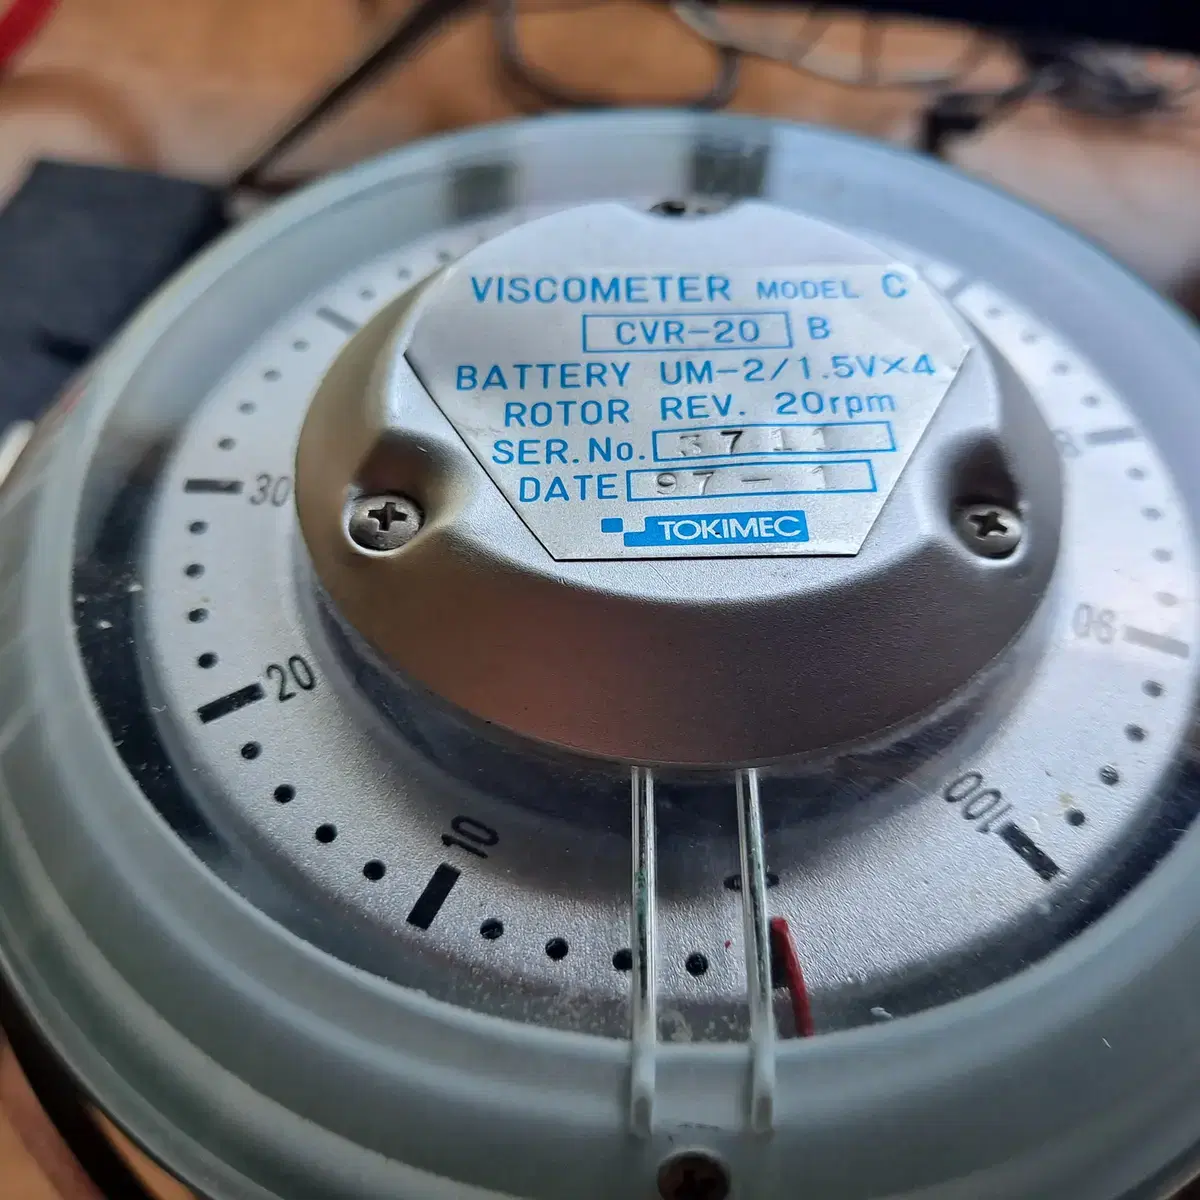 VISCOMETER MODEL C
CVR-20 B
BATTERY UM-2/1.5V×4
ROTOR REV. 20rpm
SER.No. 3711
DATE 97-1
TOKIMEC
30
20
10
0
100
90